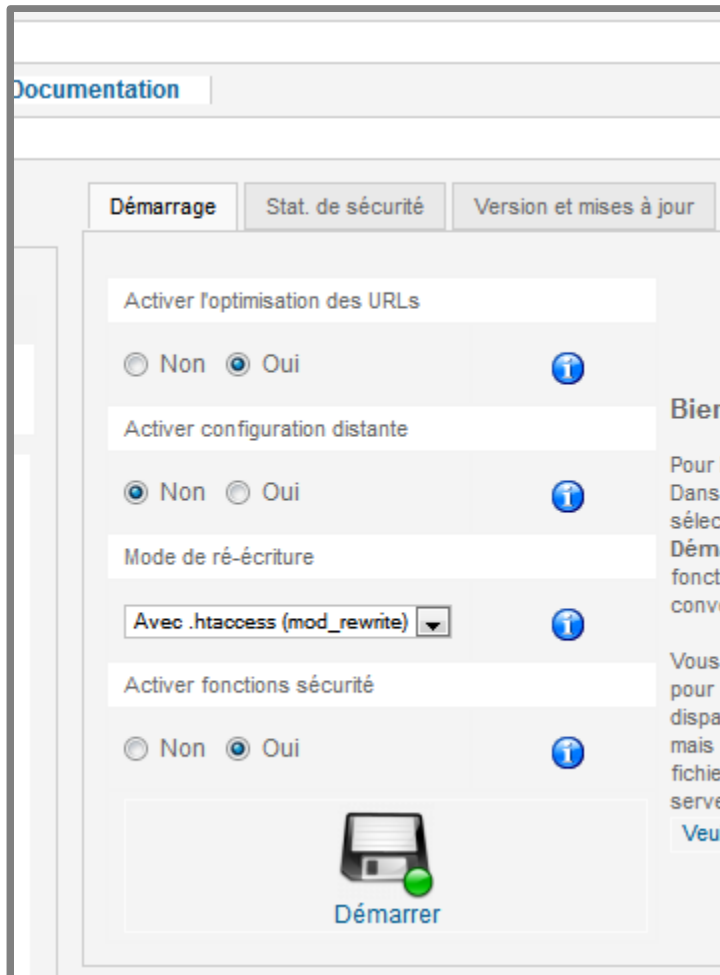 Documentation
Démarrage
Stat. de sécurité
Version et mises à jour
Activer l'optimisation des URLs
Non Oui
Activer configuration distante
Non Oui
Mode de ré-écriture
Avec .htaccess (mod_rewrite)
Activer fonctions sécurité
Non Oui
Démarrer
Pour
Dans
Vous
pour
mais